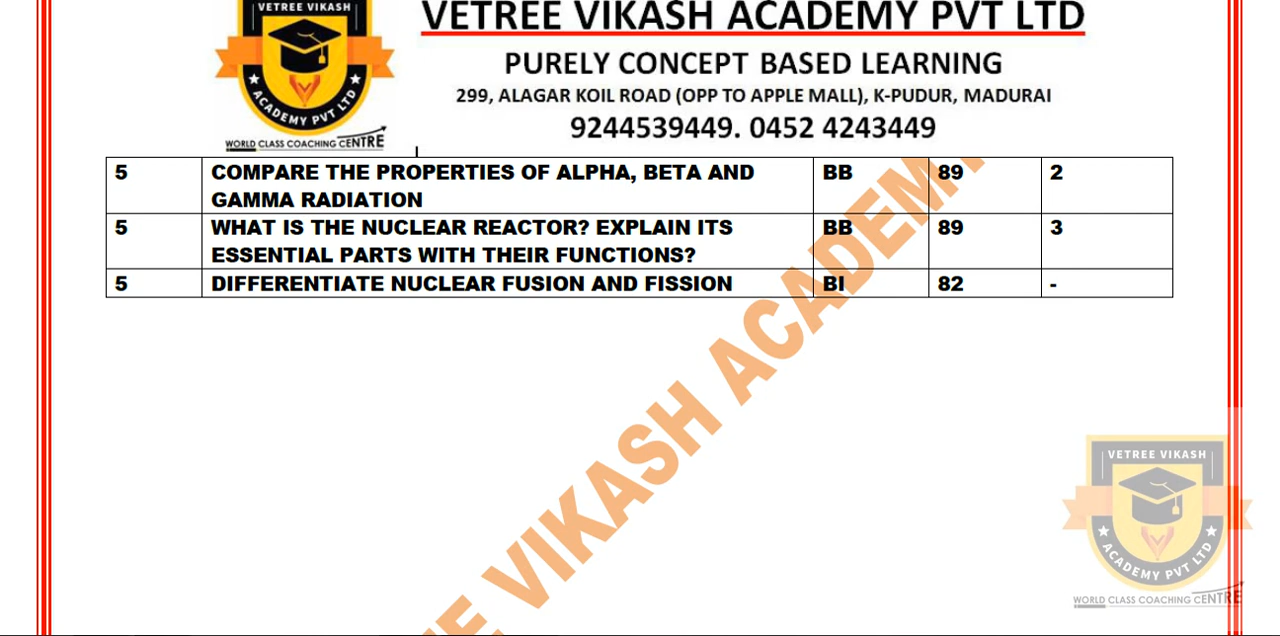 VETREE VIKASH
ACADEMY PVT LTD
WORLD CLASS COACHING CENTRE
VETREE VIKASH ACADEMY PVT LTD
PURELY CONCEPT BASED LEARNING
299, ALAGAR KOIL ROAD (OPP TO APPLE MALL), K-PUDUR, MADURAI
9244539449. 0452 4243449
5 COMPARE THE PROPERTIES OF ALPHA, BETA AND BB 89 2
GAMMA RADIATION
5 WHAT IS THE NUCLEAR REACTOR? EXPLAIN ITS BB 89 3
ESSENTIAL PARTS WITH THEIR FUNCTIONS?
5 DIFFERENTIATE NUCLEAR FUSION AND FISSION BI 82 -
VIKASH ACADEMY
VETREE VIKASH
ACADEMY PVT LTD
WORLD CLASS COACHING CENTRE